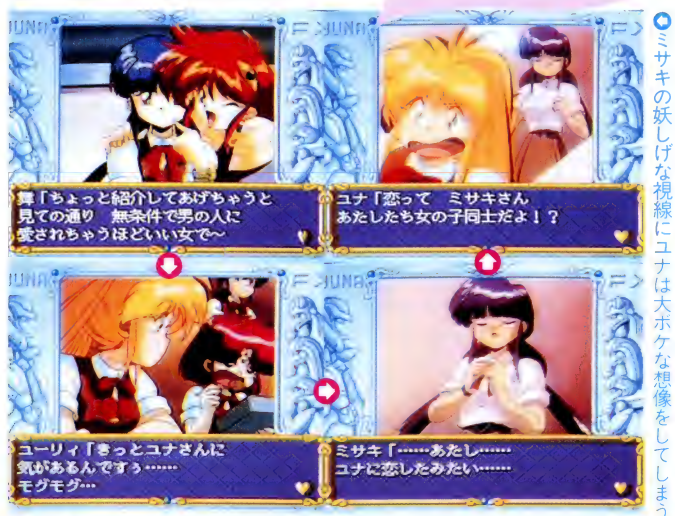 ミサキの妖しげな視線にユナは大ボケな想像をしてしまう
舞「ちょっと紹介してあげちゃうと
見ての通り 無条件で男の人に
愛されちゃうほどいい女で〜
ユーリィ「きっとユナさんに
気があるんですぅ……
モグモグ…
ミサキ「……あたし……
ユナに恋したみたい……
ユナ「恋って ミサキさん
あたしたち女の子同士だよ!?